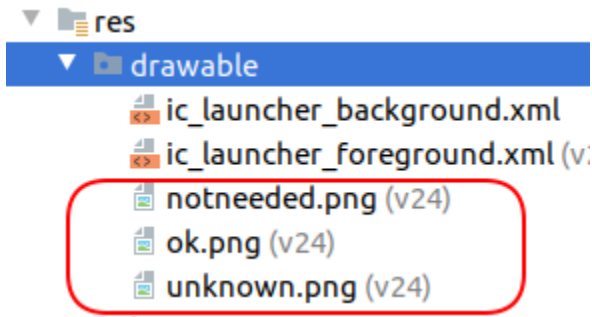 res
drawable
ic_launcher_background.xml
ic_launcher_foreground.xml (v
notneeded.png (v24)
ok.png (v24)
unknown.png (v24)